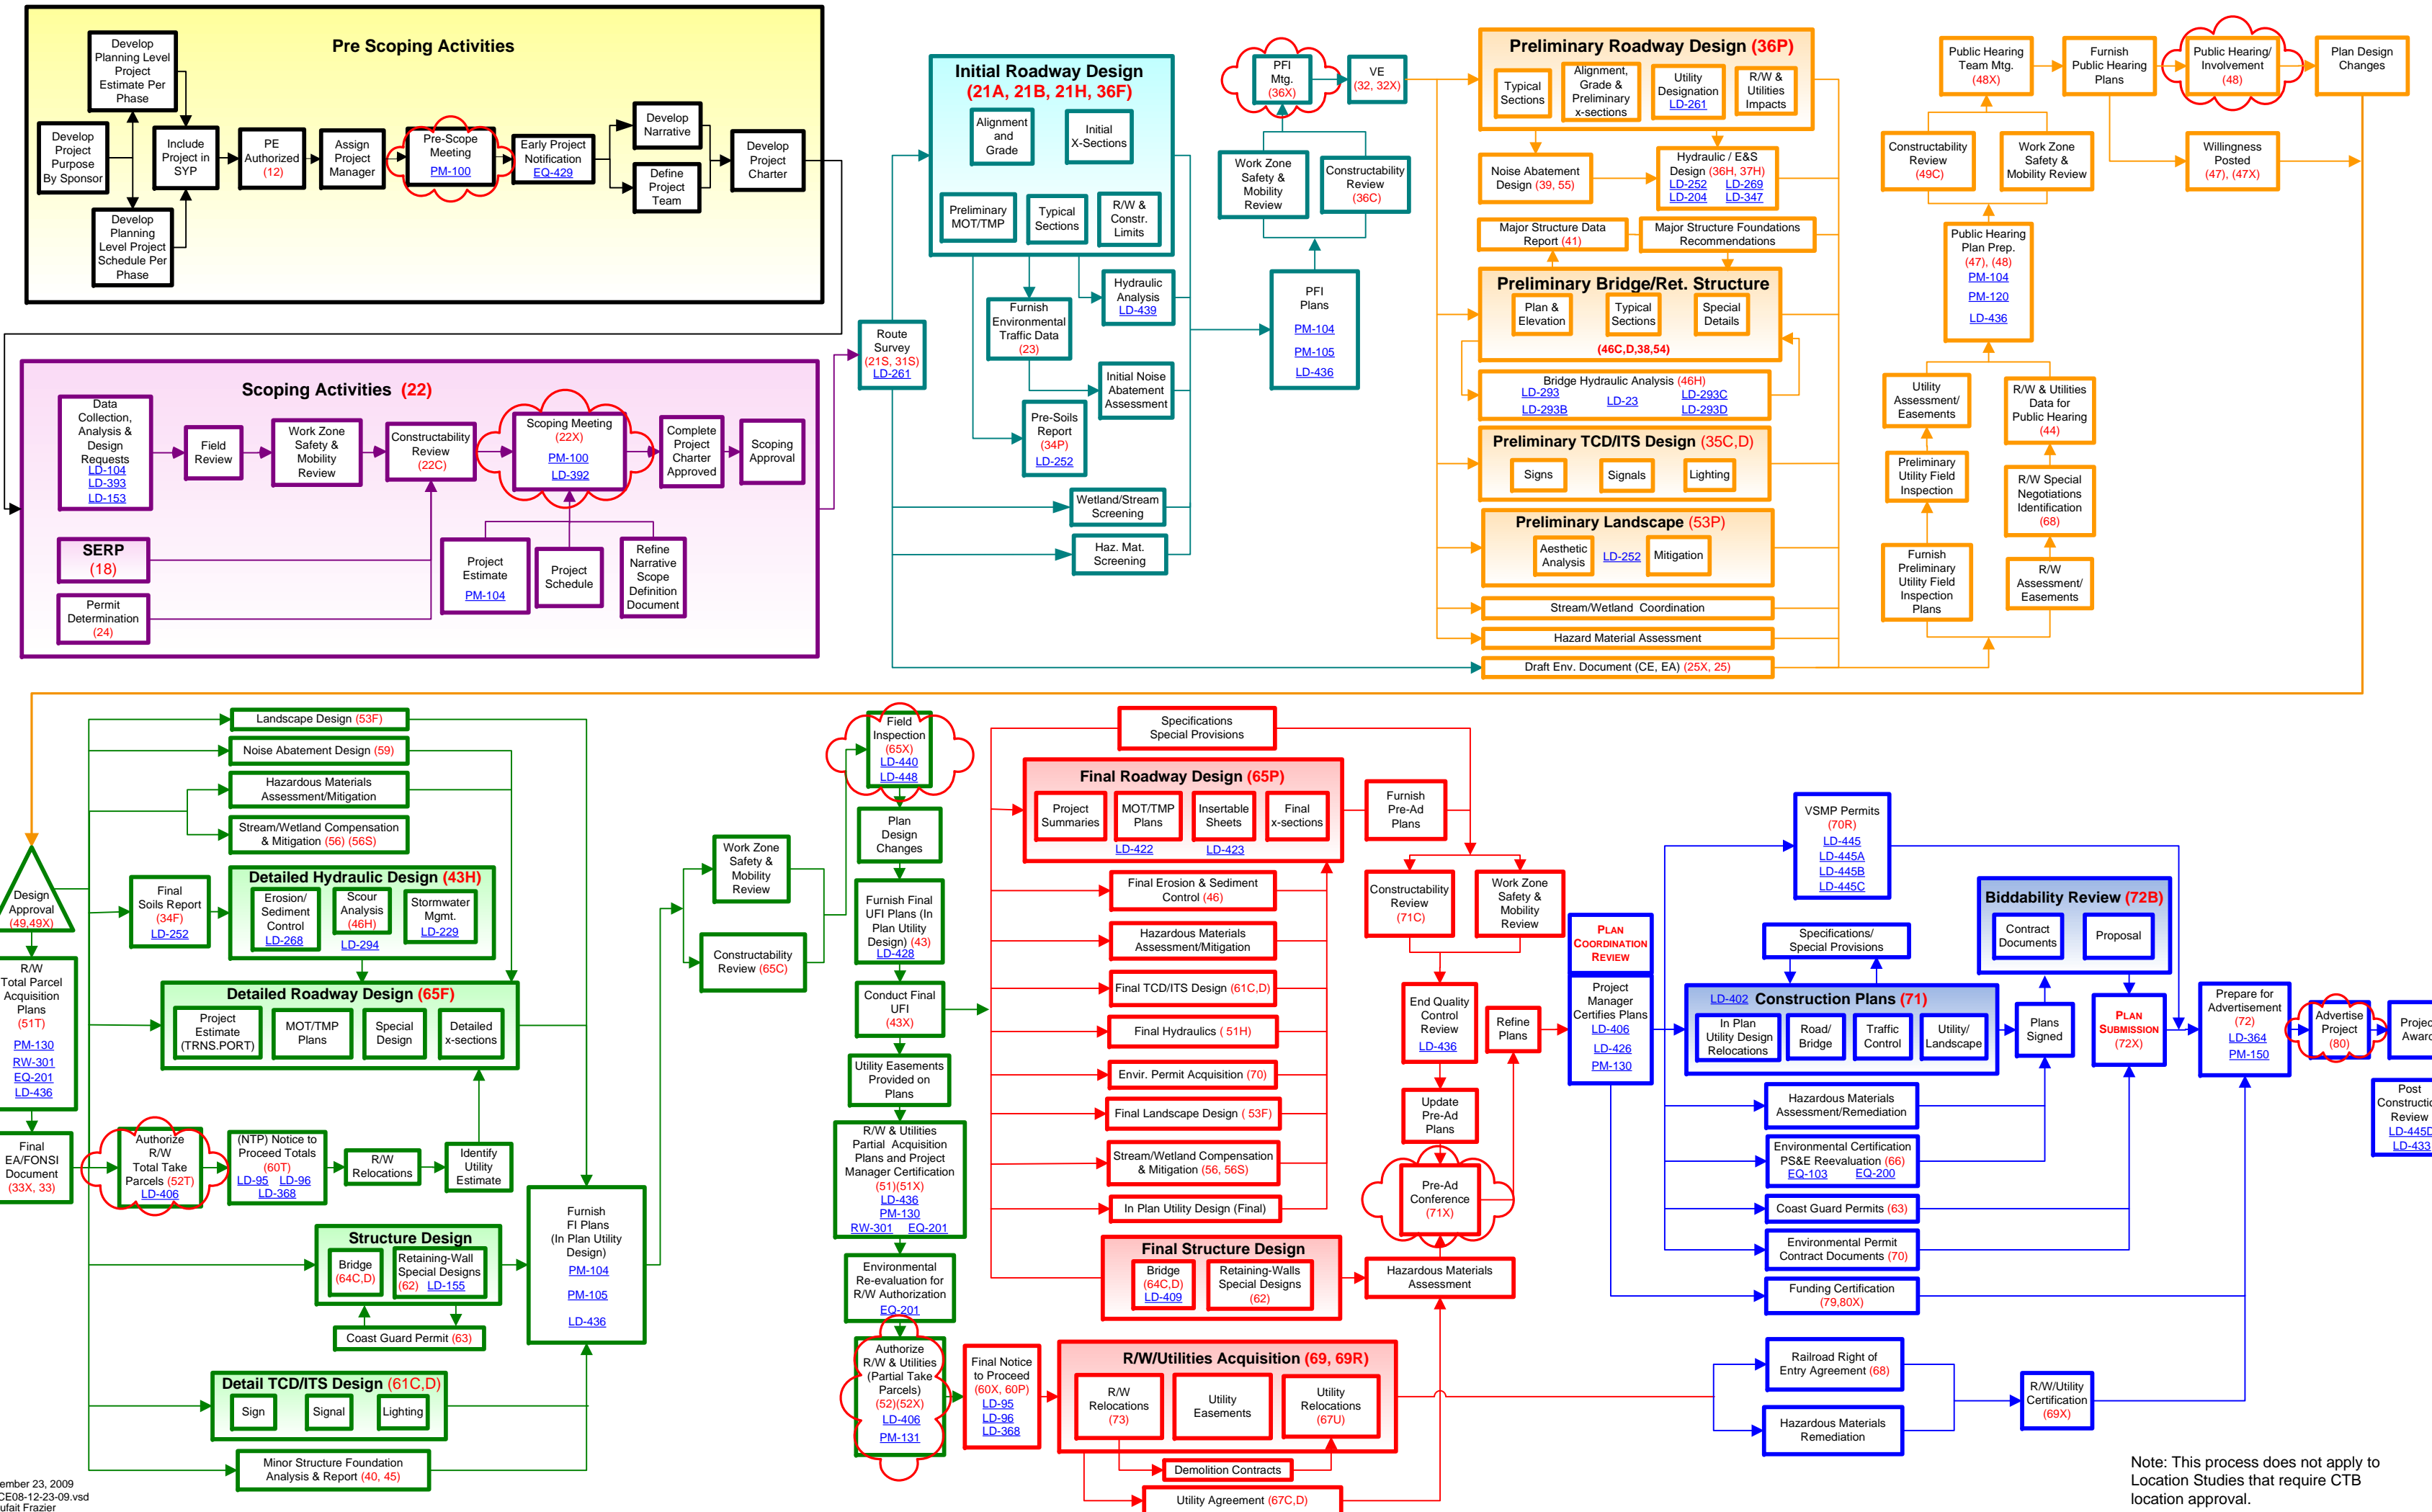 Pre Scoping Activities
Develop
Planning Level
Project
Estimate Per
Phase
Develop
Project
Purpose
By Sponsor
Include
Project in
SYP
PE
Authorized
(12)
Assign
Project
Manager
Pre-Scope
Meeting
PM-100
Early Project
Notification
EQ-429
Develop
Narrative
Define
Project
Team
Develop
Project
Charter
Develop
Planning
Level Project
Schedule Per
Phase
Scoping Activities (22)
Data
Collection,
Analysis &
Design
Requests
LD-104
LD-393
LD-153
Field
Review
Work Zone
Safety &
Mobility
Review
Constructability
Review
(22C)
Scoping Meeting
(22X)
PM-100
LD-392
Complete
Project
Charter
Approved
Scoping
Approval
SERP
(18)
Permit
Determination
(24)
Project
Estimate
PM-104
Project
Schedule
Refine
Narrative
Scope
Definition
Document
Route
Survey
(21S, 31S)
LD-261
Initial Roadway Design
(21A, 21B, 21H, 36F)
Alignment
and
Grade
Initial
X-Sections
Preliminary
MOT/TMP
Typical
Sections
R/W &
Constr.
Limits
Hydraulic
Analysis
LD-439
Furnish
Environmental
Traffic Data
(23)
Initial Noise
Abatement
Assessment
Pre-Soils
Report
(34P)
LD-252
Wetland/Stream
Screening
Haz. Mat.
Screening
PFI
Mtg.
(36X)
VE
(32, 32X)
Work Zone
Safety &
Mobility
Review
Constructability
Review
(36C)
PFI
Plans
PM-104
PM-105
LD-436
Preliminary Roadway Design (36P)
Typical
Sections
Alignment,
Grade &
Preliminary
x-sections
Utility
Designation
LD-261
R/W &
Utilities
Impacts
Noise Abatement
Design (39, 55)
Hydraulic / E&S
Design (36H, 37H)
LD-252 LD-269
LD-204 LD-347
Major Structure Data
Report (41)
Major Structure Foundations
Recommendations
Preliminary Bridge/Ret. Structure
Plan &
Elevation
Typical
Sections
Special
Details
(46C,D,38,54)
Bridge Hydraulic Analysis (46H)
LD-293 LD-23 LD-293C
LD-293B LD-293D
Preliminary TCD/ITS Design (35C,D)
Signs
Signals
Lighting
Preliminary Landscape (53P)
Aesthetic
Analysis
LD-252
Mitigation
Stream/Wetland Coordination
Hazard Material Assessment
Draft Env. Document (CE, EA) (25X, 25)
Public Hearing
Team Mtg.
(48X)
Furnish
Public Hearing
Plans
Public Hearing/
Involvement
(48)
Plan Design
Changes
Constructability
Review
(49C)
Work Zone
Safety &
Mobility Review
Willingness
Posted
(47), (47X)
Public Hearing
Plan Prep.
(47), (48)
PM-104
PM-120
LD-436
Utility
Assessment/
Easements
R/W & Utilities
Data for
Public Hearing
(44)
Preliminary
Utility Field
Inspection
R/W Special
Negotiations
Identification
(68)
Furnish
Preliminary
Utility Field
Inspection
Plans
R/W
Assessment/
Easements
Design
Approval
(49,49X)
R/W
Total Parcel
Acquisition
Plans
(51T)
PM-130
RW-301
EQ-201
LD-436
Final
EA/FONSI
Document
(33X, 33)
Landscape Design (53F)
Noise Abatement Design (59)
Hazardous Materials
Assessment/Mitigation
Stream/Wetland Compensation
& Mitigation (56) (56S)
Final
Soils Report
(34F)
LD-252
Detailed Hydraulic Design (43H)
Erosion/
Sediment
Control
LD-268
Scour
Analysis
(46H)
LD-294
Stormwater
Mgmt.
LD-229
Detailed Roadway Design (65F)
Project
Estimate
(TRNS.PORT)
MOT/TMP
Plans
Special
Design
Detailed
x-sections
Authorize
R/W
Total Take
Parcels (52T)
LD-406
(NTP) Notice to
Proceed Totals
(60T)
LD-95 LD-96
LD-368
R/W
Relocations
Identify
Utility
Estimate
Structure Design
Bridge
(64C,D)
Retaining-Wall
Special Designs
(62) LD-155
Coast Guard Permit (63)
Detail TCD/ITS Design (61C,D)
Sign
Signal
Lighting
Minor Structure Foundation
Analysis & Report (40, 45)
Furnish
FI Plans
(In Plan Utility
Design)
PM-104
PM-105
LD-436
Work Zone
Safety &
Mobility
Review
Constructability
Review (65C)
Field
Inspection
(65X)
LD-440
LD-448
Plan
Design
Changes
Furnish Final
UFI Plans (In
Plan Utility
Design) (43)
LD-428
Conduct Final
UFI
(43X)
Utility Easements
Provided on
Plans
R/W & Utilities
Partial Acquisition
Plans and Project
Manager Certification
(51)(51X)
LD-436
PM-130
RW-301 EQ-201
Environmental
Re-evaluation for
R/W Authorization
EQ-201
Authorize
R/W & Utilities
(Partial Take
Parcels)
(52)(52X)
LD-406
PM-131
Final Notice
to Proceed
(60X, 60P)
LD-95
LD-96
LD-368
Specifications
Special Provisions
Final Roadway Design (65P)
Project
Summaries
MOT/TMP
Plans
LD-422
Insertable
Sheets
LD-423
Final
x-sections
Furnish
Pre-Ad
Plans
Final Erosion & Sediment
Control (46)
Hazardous Materials
Assessment/Mitigation
Final TCD/ITS Design (61C,D)
Final Hydraulics ( 51H)
Envir. Permit Acquisition (70)
Final Landscape Design ( 53F)
Stream/Wetland Compensation
& Mitigation (56, 56S)
In Plan Utility Design (Final)
Final Structure Design
Bridge
(64C,D)
LD-409
Retaining-Walls
Special Designs
(62)
R/W/Utilities Acquisition (69, 69R)
R/W
Relocations
(73)
Utility
Easements
Utility
Relocations
(67U)
Demolition Contracts
Utility Agreement (67C,D)
Constructability
Review
(71C)
Work Zone
Safety &
Mobility
Review
End Quality
Control
Review
LD-436
Refine
Plans
Update
Pre-Ad
Plans
Pre-Ad
Conference
(71X)
Hazardous Materials
Assessment
PLAN
COORDINATION
REVIEW
Project
Manager
Certifies Plans
LD-406
LD-426
PM-130
VSMP Permits
(70R)
LD-445
LD-445A
LD-445B
LD-445C
Specifications/
Special Provisions
LD-402 Construction Plans (71)
In Plan
Utility Design
Relocations
Road/
Bridge
Traffic
Control
Utility/
Landscape
Plans
Signed
Biddability Review (72B)
Contract
Documents
Proposal
PLAN
SUBMISSION
(72X)
Prepare for
Advertisement
(72)
LD-364
PM-150
Advertise
Project
(80)
Project
Award
Post
Construction
Review
LD-445D
LD-433
Hazardous Materials
Assessment/Remediation
Environmental Certification
PS&E Reevaluation (66)
EQ-103 EQ-200
Coast Guard Permits (63)
Environmental Permit
Contract Documents (70)
Funding Certification
(79,80X)
Railroad Right of
Entry Agreement (68)
Hazardous Materials
Remediation
R/W/Utility
Certification
(69X)
Note: This process does not apply to
Location Studies that require CTB
location approval.
ember 23, 2009
CE08-12-23-09.vsd
ufait Frazier